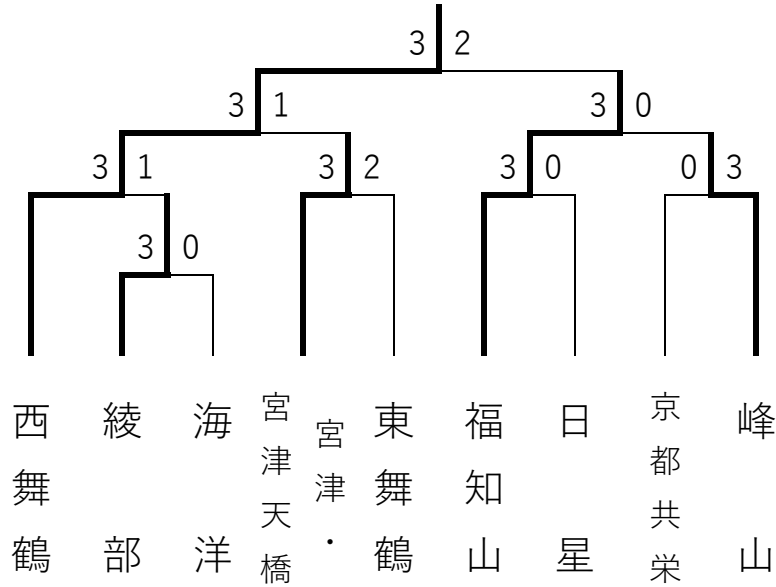 3 2
3 1
3 0
3 1
3 2
3 0
0 3
3 0
西舞鶴
綾部
海洋
宮津・
宮津天橋
東舞鶴
福知山
日星
京都共栄
峰山